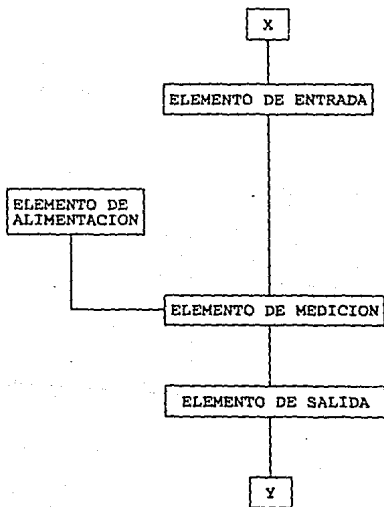 X
ELEMENTO DE ENTRADA
ELEMENTO DE
ALIMENTACION
ELEMENTO DE MEDICION
ELEMENTO DE SALIDA
Y